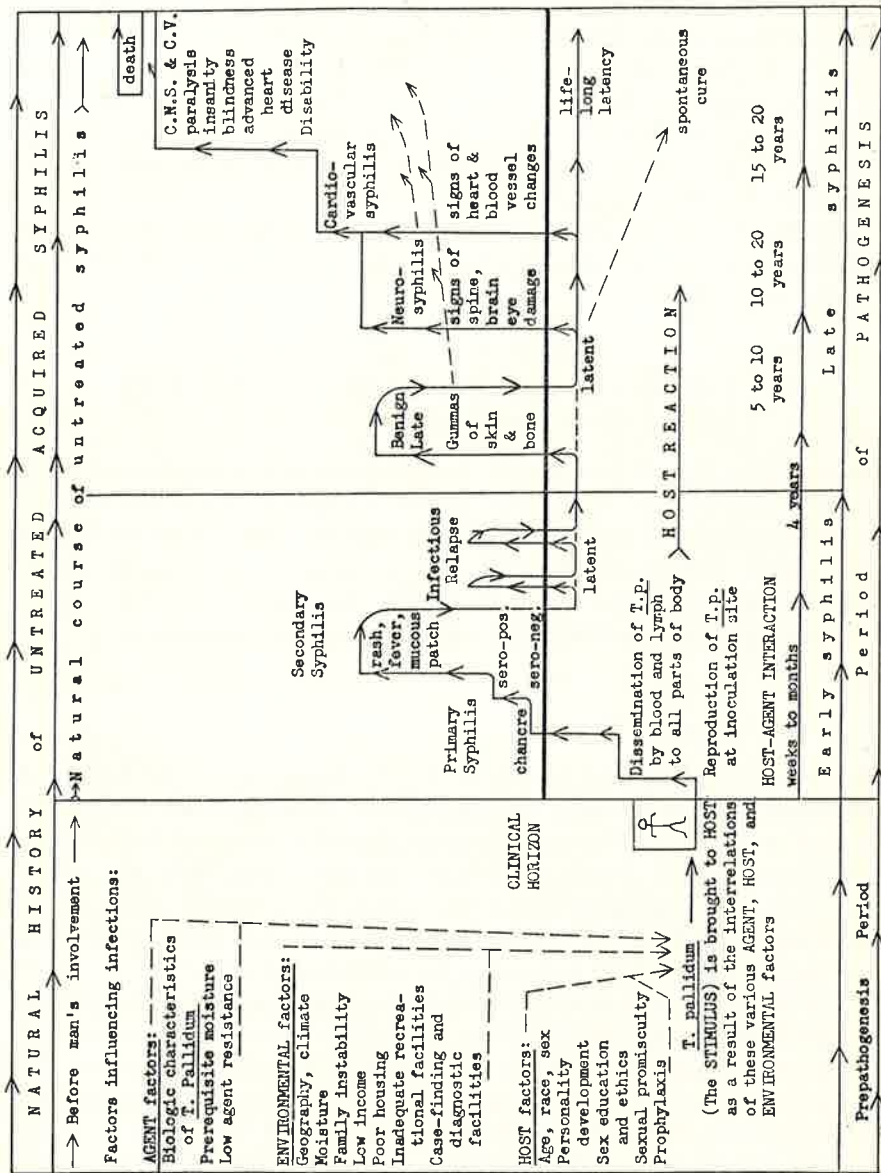 NATURAL HISTORY of UNTREATED ACQUIRED SYPHILIS
Before man's involvement
Natural course of untreated syphilis
Factors influencing infections:
AGENT factors:
Biologic characteristics
of T. Pallidum
Prerequisite moisture
Low agent resistance
ENVIRONMENTAL factors:
Geography, climate
Moisture
Family instability
Low income
Poor housing
Inadequate recrea-
tional facilities
Case-finding and
diagnostic
facilities
HOST factors:
Age, race, sex
Personality
development
Sex education
and ethics
Sexual promiscuity
Prophylaxis
T. pallidum
(The STIMULUS) is brought to HOST
as a result of the interrelations
of these various AGENT, HOST, and
ENVIRONMENTAL factors
CLINICAL
HORIZON
Primary
Syphilis
chancre
Secondary
Syphilis
rash,
fever,
mucous
patch
sero-pos.
sero-neg.
Infectious
Relapse
latent
Dissemination of T.p.
by blood and lymph
to all parts of body
Reproduction of T.p.
at inoculation site
HOST-AGENT INTERACTION
HOST REACTION
Benign
Late
Gummas
of
skin
&
bone
Neuro-
syphilis
signs of
spine,
brain
eye
damage
Cardio-
vascular
syphilis
signs of
heart &
blood
vessel
changes
C.N.S. & C.V.
paralysis
insanity
blindness
advanced
heart
disease
Disability
death
latent
life-
long
latency
spontaneous
cure
weeks to months
4 years
5 to 10
years
10 to 20
years
15 to 20
years
Early syphilis
Late syphilis
Prepathogenesis Period
Period of PATHOGENESIS